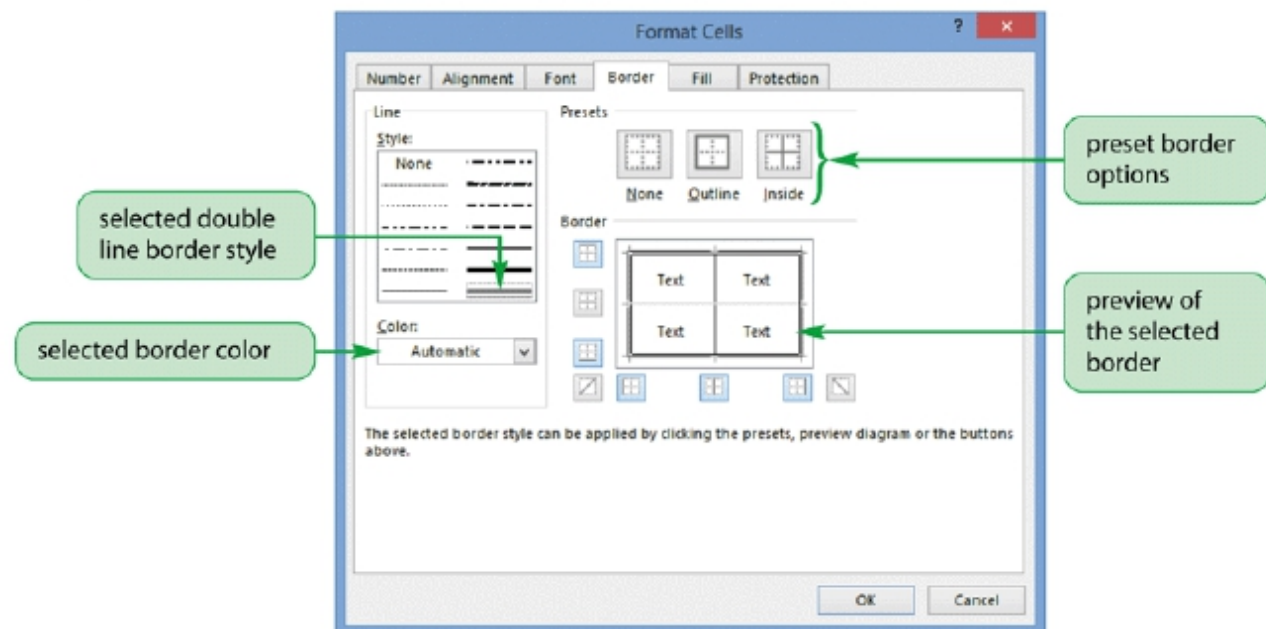 Format Cells
?
Number Alignment Font Border Fill Protection
Line
Style:
None
Presets
None Outline Inside
Border
Text Text
Text Text
Color:
Automatic
The selected border style can be applied by clicking the presets, preview diagram or the buttons
above.
OK Cancel
selected double
line border style
selected border color
preset border
options
preview of
the selected
border